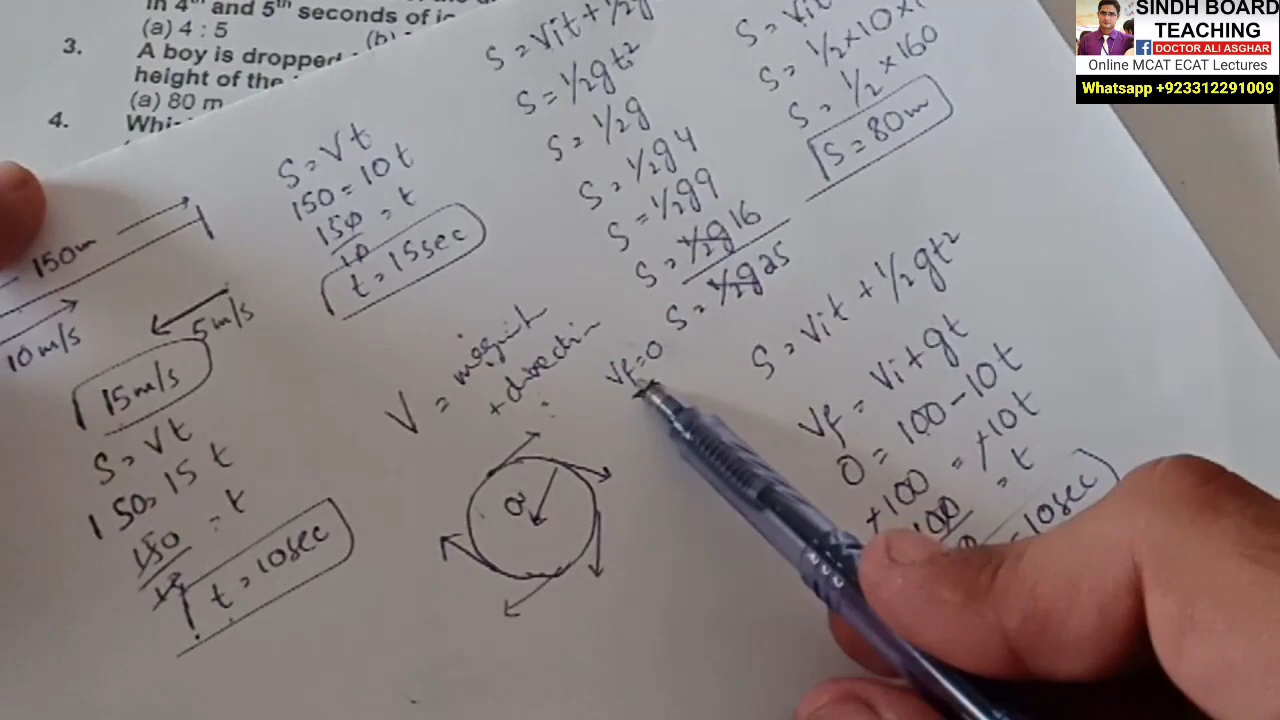 in 4th and 5th seconds of
(a) 4 : 5
(b)
3.
A boy is dropped
height of the
(a) 80 m
4.
SINDH BOARD
TEACHING
DOCTOR ALI ASGHAR
Online MCAT ECAT Lectures
Whatsapp +923312291009
S = Vit + 1/2g
S = 1/2gt²
S = 1/2g
S = 1/2g4
S = 1/2g9
S = 1/2g16
S = 1/2g25
S = Vit
S = 1/2 × 10 ×
S = 1/2 × 160
S = 80m
S = Vt
150 = 10t
150 = t
10
t = 15sec
150m
10m/s
5m/s
15m/s
S = Vt
150 = 15t
150 = t
t = 10sec
V = magnit
+ direction
a
Vf = 0
S = Vit + 1/2gt²
Vf = Vi + gt
0 = 100 - 10t
+100 = +10t
100 = t
10sec